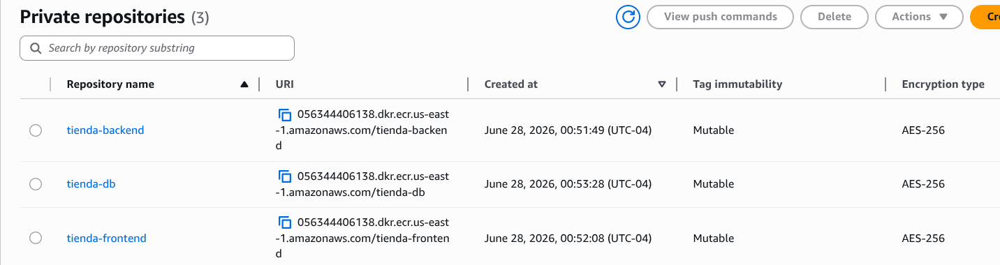 Private repositories (3)
View push commands
Delete
Actions
Cr
Search by repository substring
Repository name
URI
Created at
Tag immutability
Encryption type
tienda-backend
056344406138.dkr.ecr.us-east
-1.amazonaws.com/tienda-backen
d
June 28, 2026, 00:51:49 (UTC-04)
Mutable
AES-256
tienda-db
056344406138.dkr.ecr.us-east
-1.amazonaws.com/tienda-db
June 28, 2026, 00:53:28 (UTC-04)
Mutable
AES-256
tienda-frontend
056344406138.dkr.ecr.us-east
-1.amazonaws.com/tienda-fronten
d
June 28, 2026, 00:52:08 (UTC-04)
Mutable
AES-256